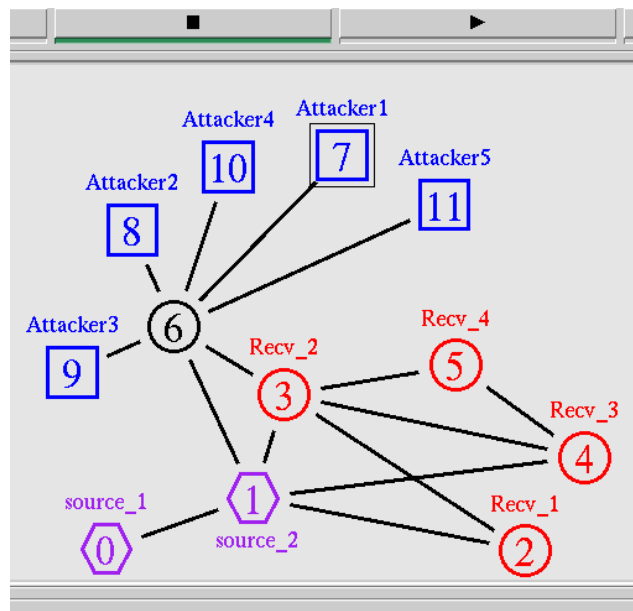 Attacker1
7
Attacker4
10
Attacker5
11
Attacker2
8
Attacker3
9
6
Recv_2
3
Recv_4
5
Recv_3
4
source_1
0
1
source_2
Recv_1
2